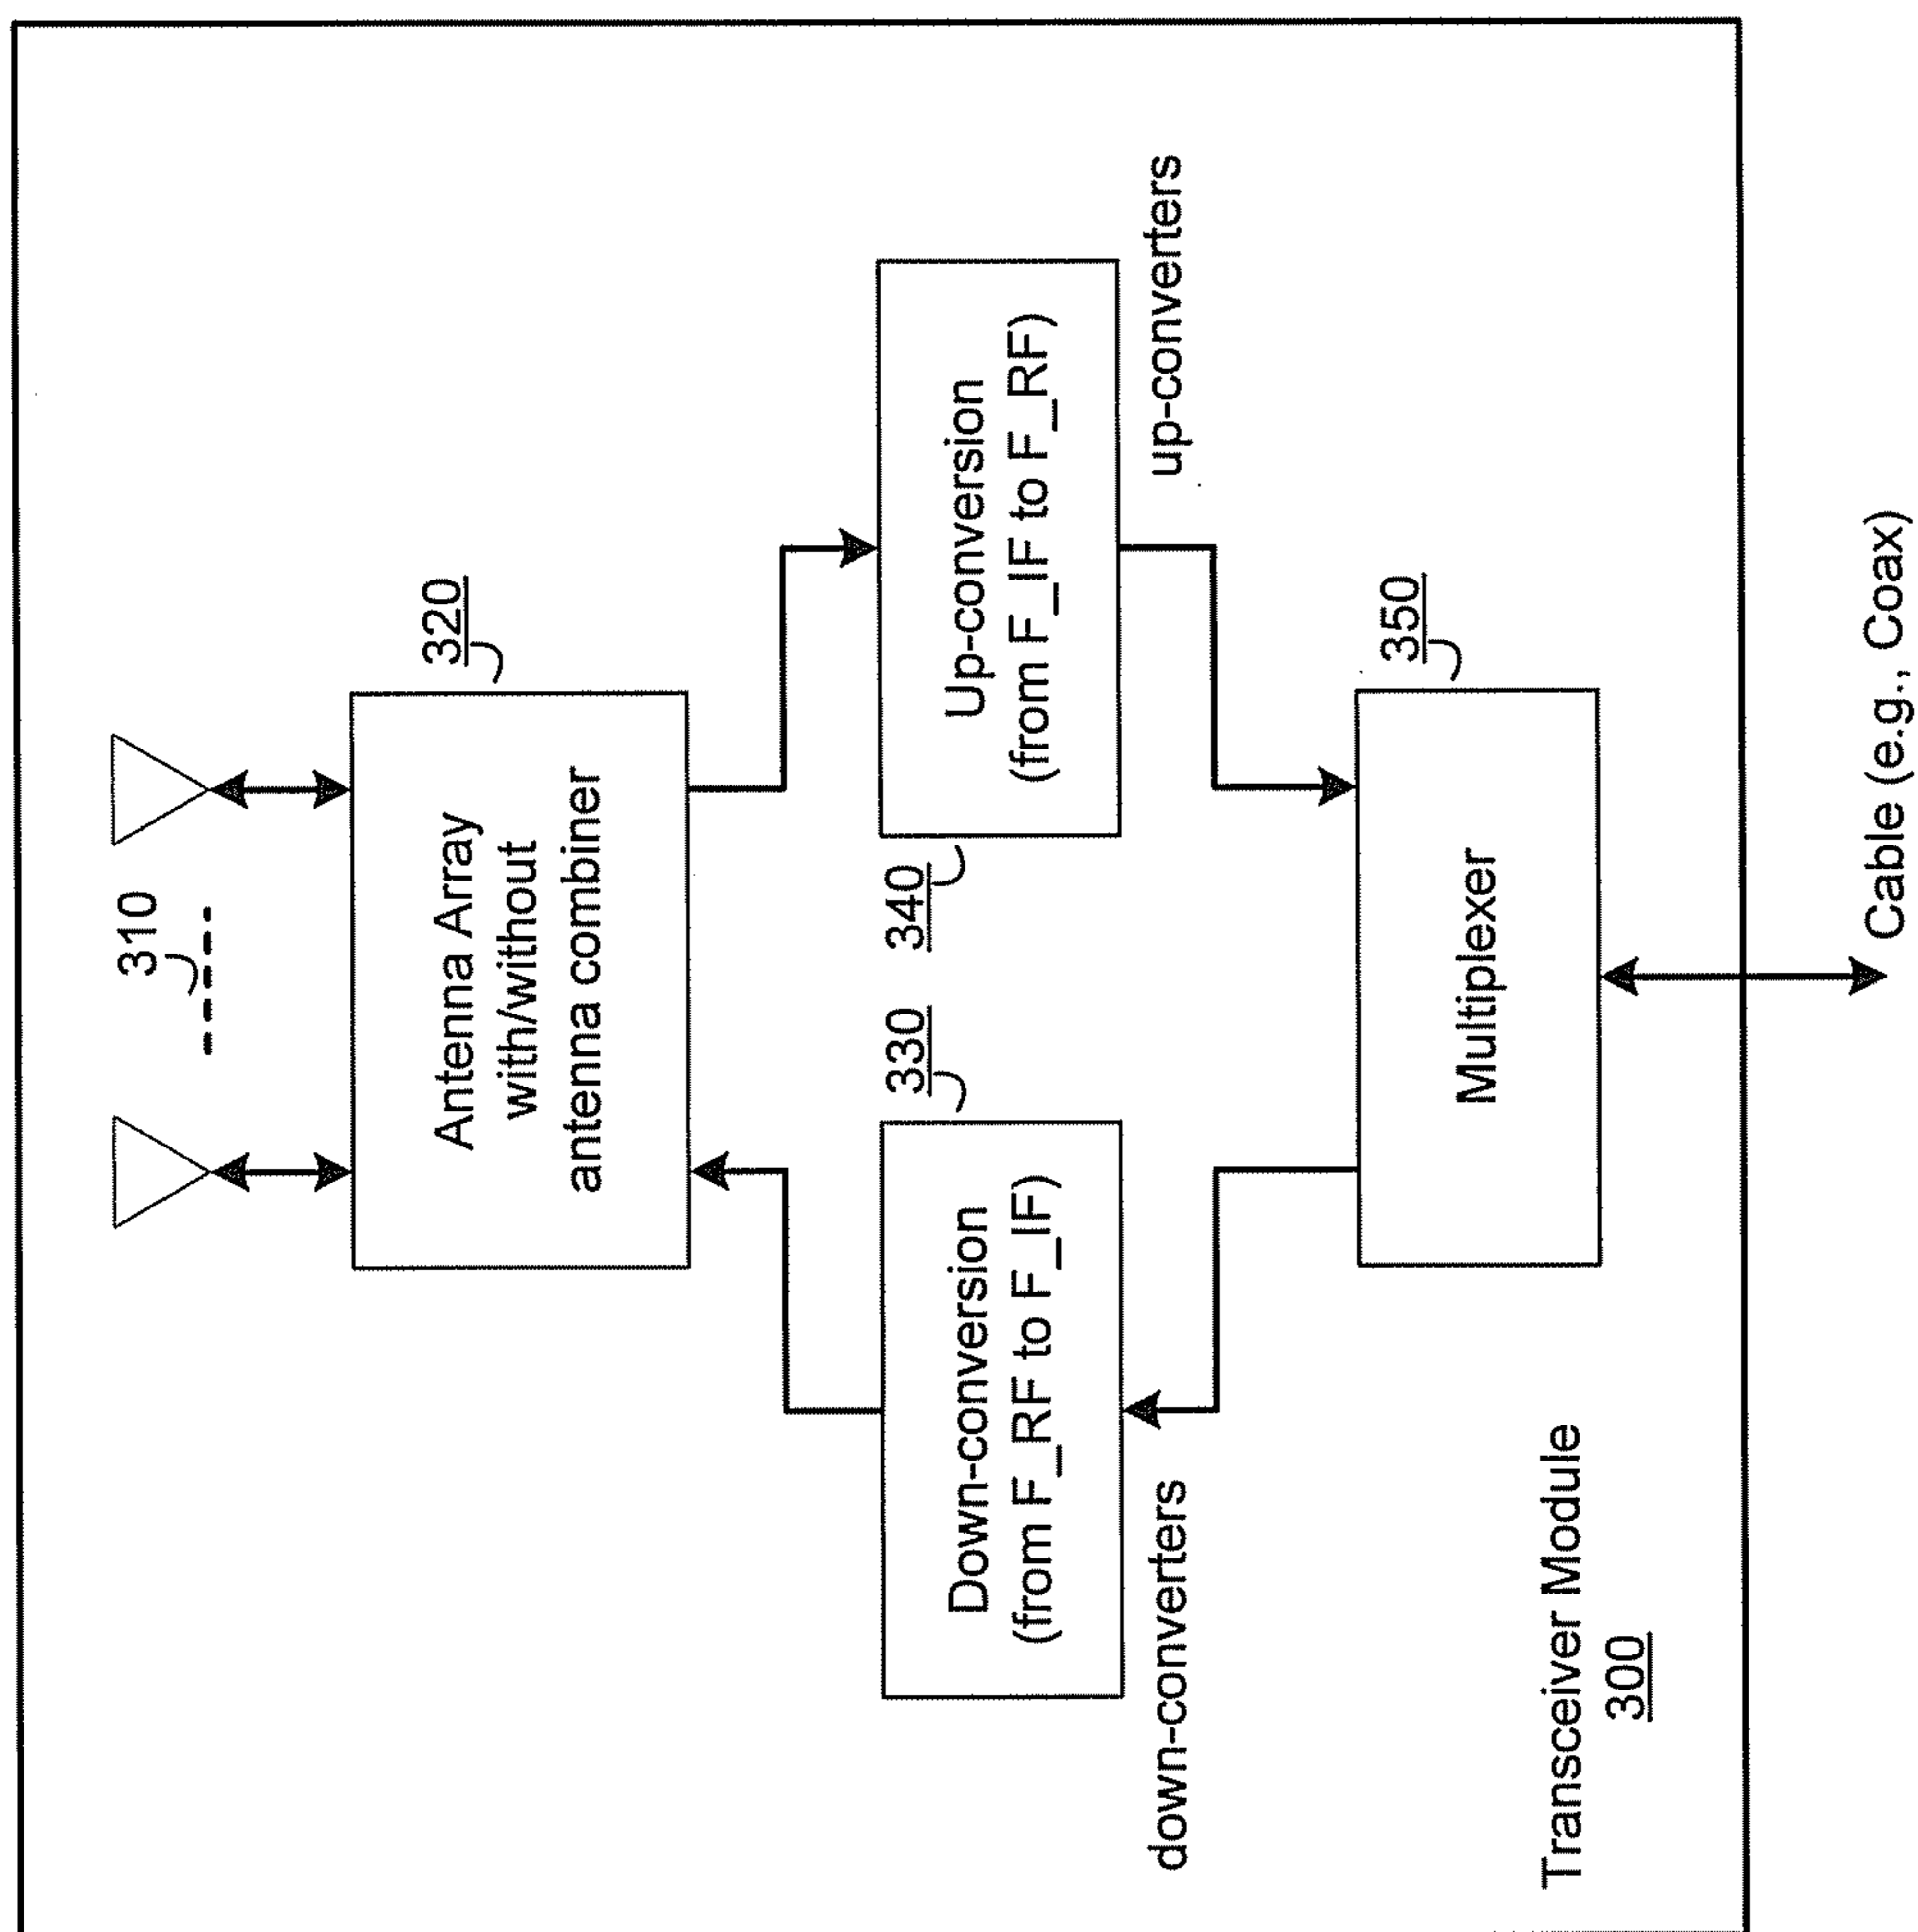 310
320
Antenna Array
with/without
antenna combiner
330
Down-conversion
(from F_RF to F_IF)
down-converters
340
Up-conversion
(from F_IF to F_RF)
up-converters
350
Multiplexer
Transceiver Module
300
Cable (e.g., Coax)